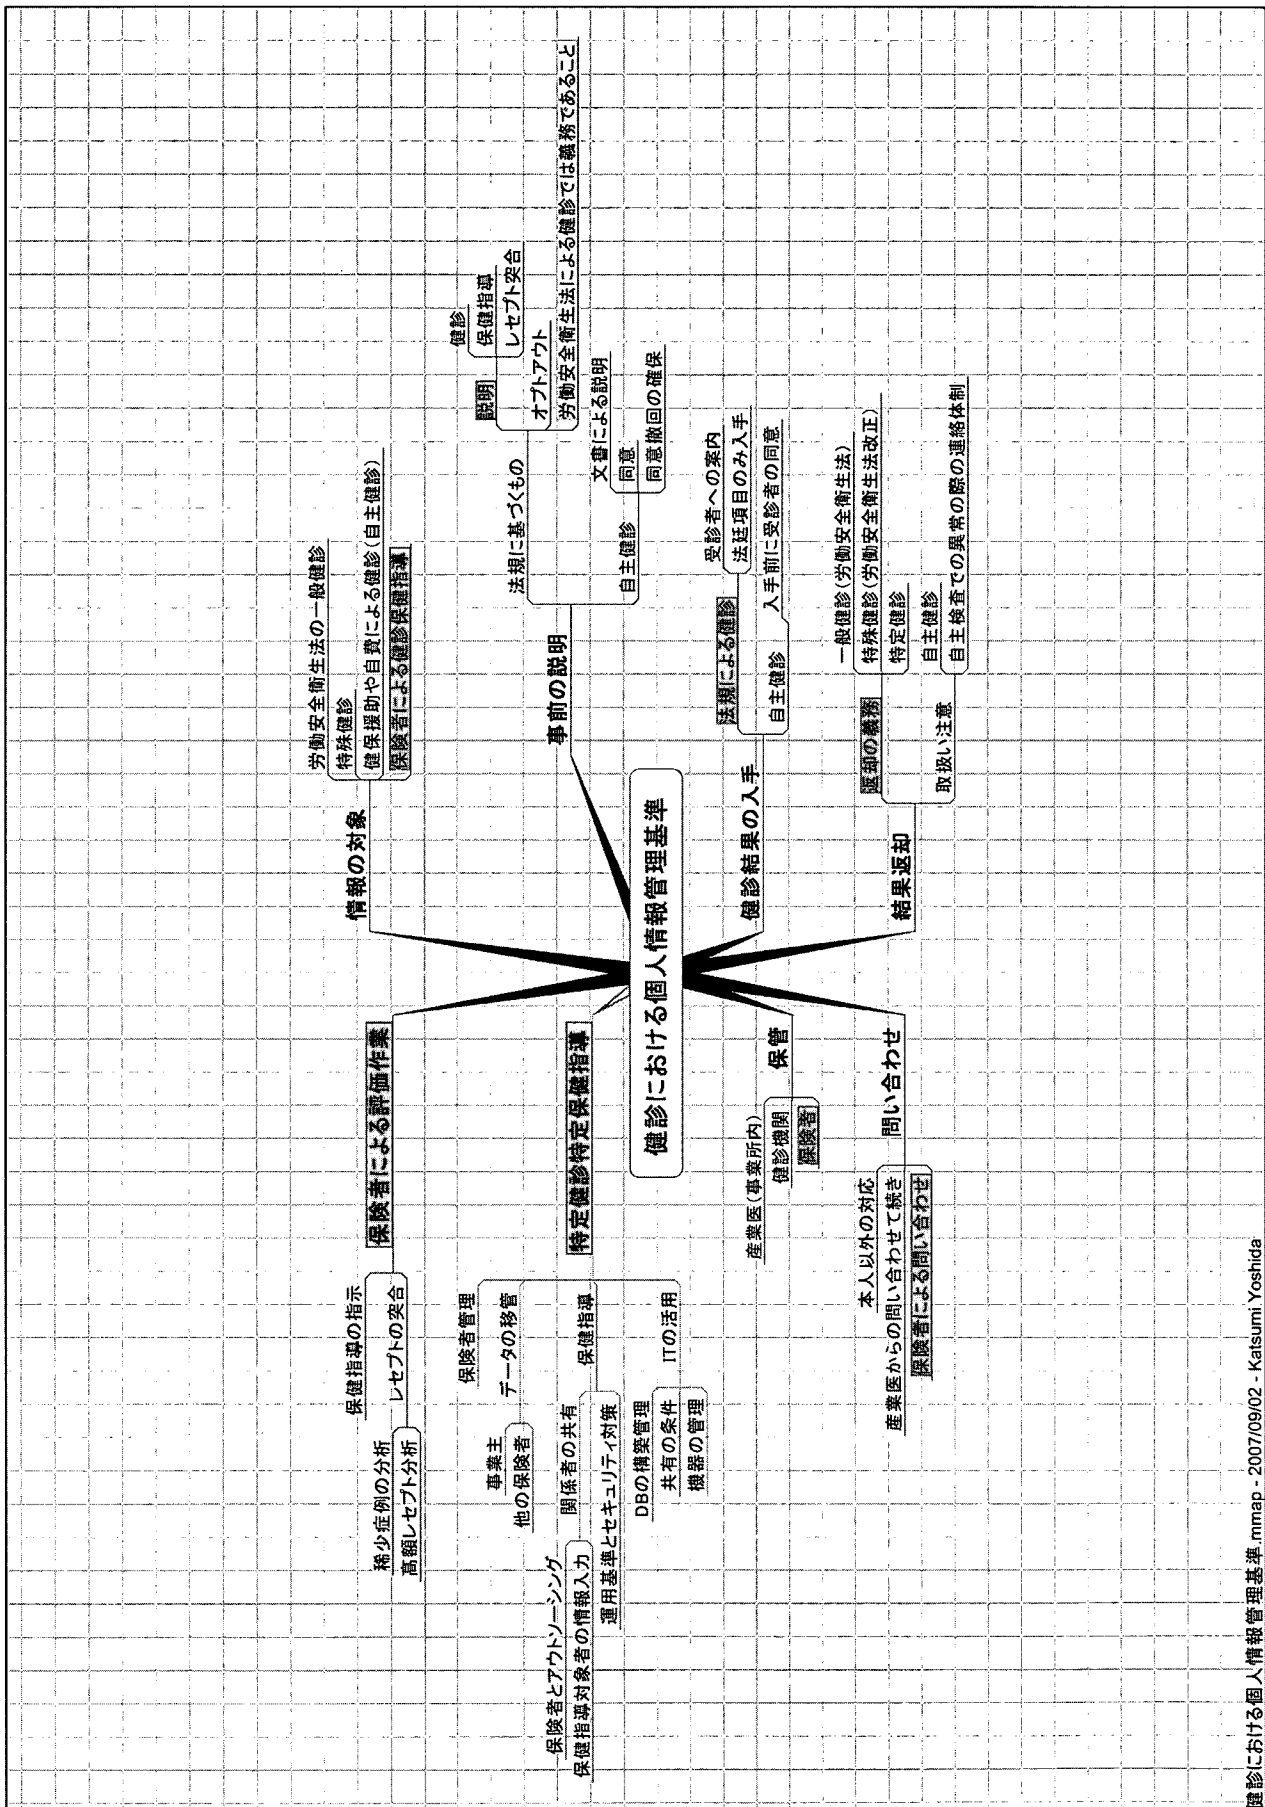 健診における個人情報管理基準
情報の対象
労働安全衛生法の一般健診
特殊健診
健保援助や自費による健診(自主健診)
保険者による健診保健指導
事前の説明
法規に基づくもの
説明
健診
保健指導
レセプト突合
オプトアウト
労働安全衛生法による健診では義務であること
自主健診
文書による説明
同意
同意撤回の確保
健診結果の入手
法規による健診
受診者への案内
法廷項目のみ入手
自主健診
入手前に受診者の同意
結果返却
返却の義務
一般健診(労働安全衛生法)
特殊健診(労働安全衛生法改正)
特定健診
取扱い注意
自主健診
自主検査での異常の際の連絡体制
保険者による評価作業
保健指導の指示
レセプトの突合
稀少症例の分析
高額レセプト分析
特定健診特定保健指導
保険者管理
データの移管
事業主
他の保険者
保健指導
関係者の共有
保険者とアウトソーシング
保健指導対象者の情報入力
運用基準とセキュリティ対策
ITの活用
DBの構築管理
共有の条件
機器の管理
保管
産業医(事業所内)
健診機関
保険者
問い合わせ
本人以外の対応
産業医からの問い合わせて続き
保険者による問い合わせ
健診における個人情報管理基準.mmap - 2007/09/02 - Katsumi Yoshida